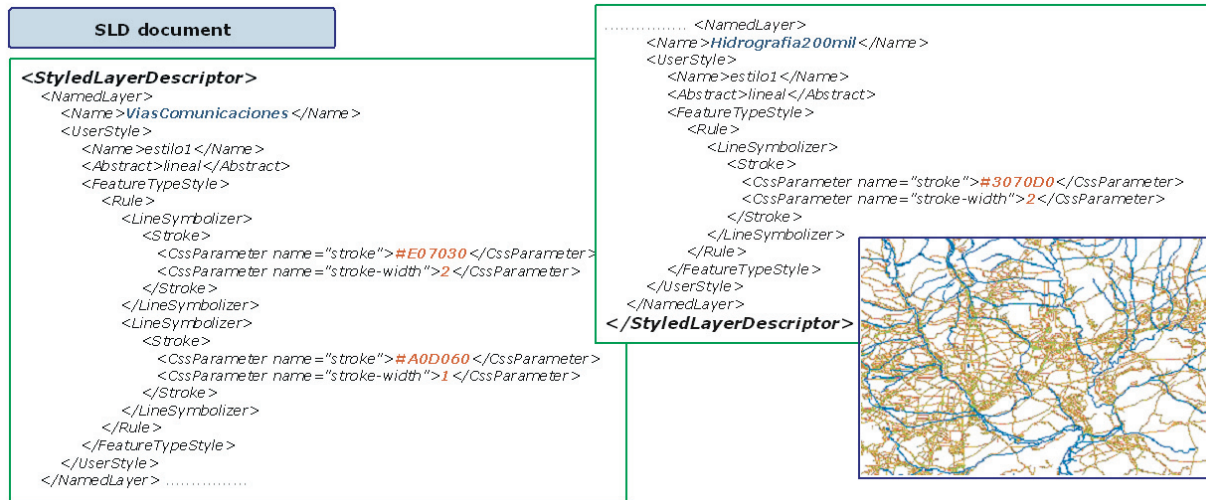 SLD document
<StyledLayerDescriptor>
<NamedLayer>
<Name>ViasComunicaciones</Name>
<UserStyle>
<Name>estilo1</Name>
<Abstract>lineal</Abstract>
<FeatureTypeStyle>
<Rule>
<LineSymbolizer>
<Stroke>
<CssParameter name="stroke">#E07030</CssParameter>
<CssParameter name="stroke-width">2</CssParameter>
</Stroke>
</LineSymbolizer>
<LineSymbolizer>
<Stroke>
<CssParameter name="stroke">#A0D060</CssParameter>
<CssParameter name="stroke-width">1</CssParameter>
</Stroke>
</LineSymbolizer>
</Rule>
</FeatureTypeStyle>
</UserStyle>
</NamedLayer> ................
................ <NamedLayer>
<Name>Hidrografia200mil</Name>
<UserStyle>
<Name>estilo1</Name>
<Abstract>lineal</Abstract>
<FeatureTypeStyle>
<Rule>
<LineSymbolizer>
<Stroke>
<CssParameter name="stroke">#3070D0</CssParameter>
<CssParameter name="stroke-width">2</CssParameter>
</Stroke>
</LineSymbolizer>
</Rule>
</FeatureTypeStyle>
</UserStyle>
</NamedLayer>
</StyledLayerDescriptor>